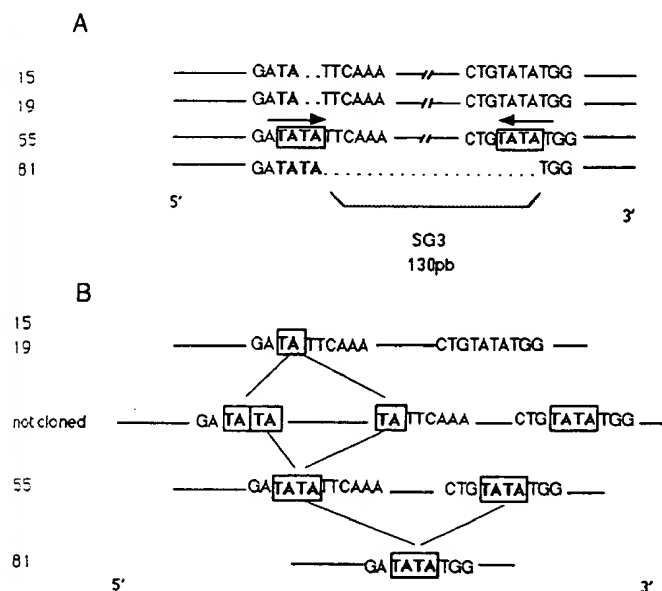 A
15 GATA..TTCAAA CTGTATATGG
19 GATA..TTCAAA CTGTATATGG
55 GATATATTCAAA CTGTATATGG
81 GATATA TGG
5' 3'
SG3
130pb
B
15
19 GATATTCAAA CTGTATATGG
not cloned GATATA TATTCAAA CTGTATATGG
55 GATATATTCAAA CTGTATATGG
81 GATATATGG
5' 3'